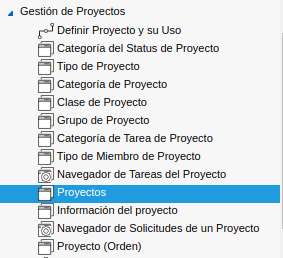 Gestión de Proyectos
Definir Proyecto y su Uso
Categoría del Status de Proyecto
Tipo de Proyecto
Categoría de Proyecto
Clase de Proyecto
Grupo de Proyecto
Categoría de Tarea de Proyecto
Tipo de Miembro de Proyecto
Navegador de Tareas del Proyecto
Proyectos
Información del proyecto
Navegador de Solicitudes de un Proyecto
Proyecto (Orden)